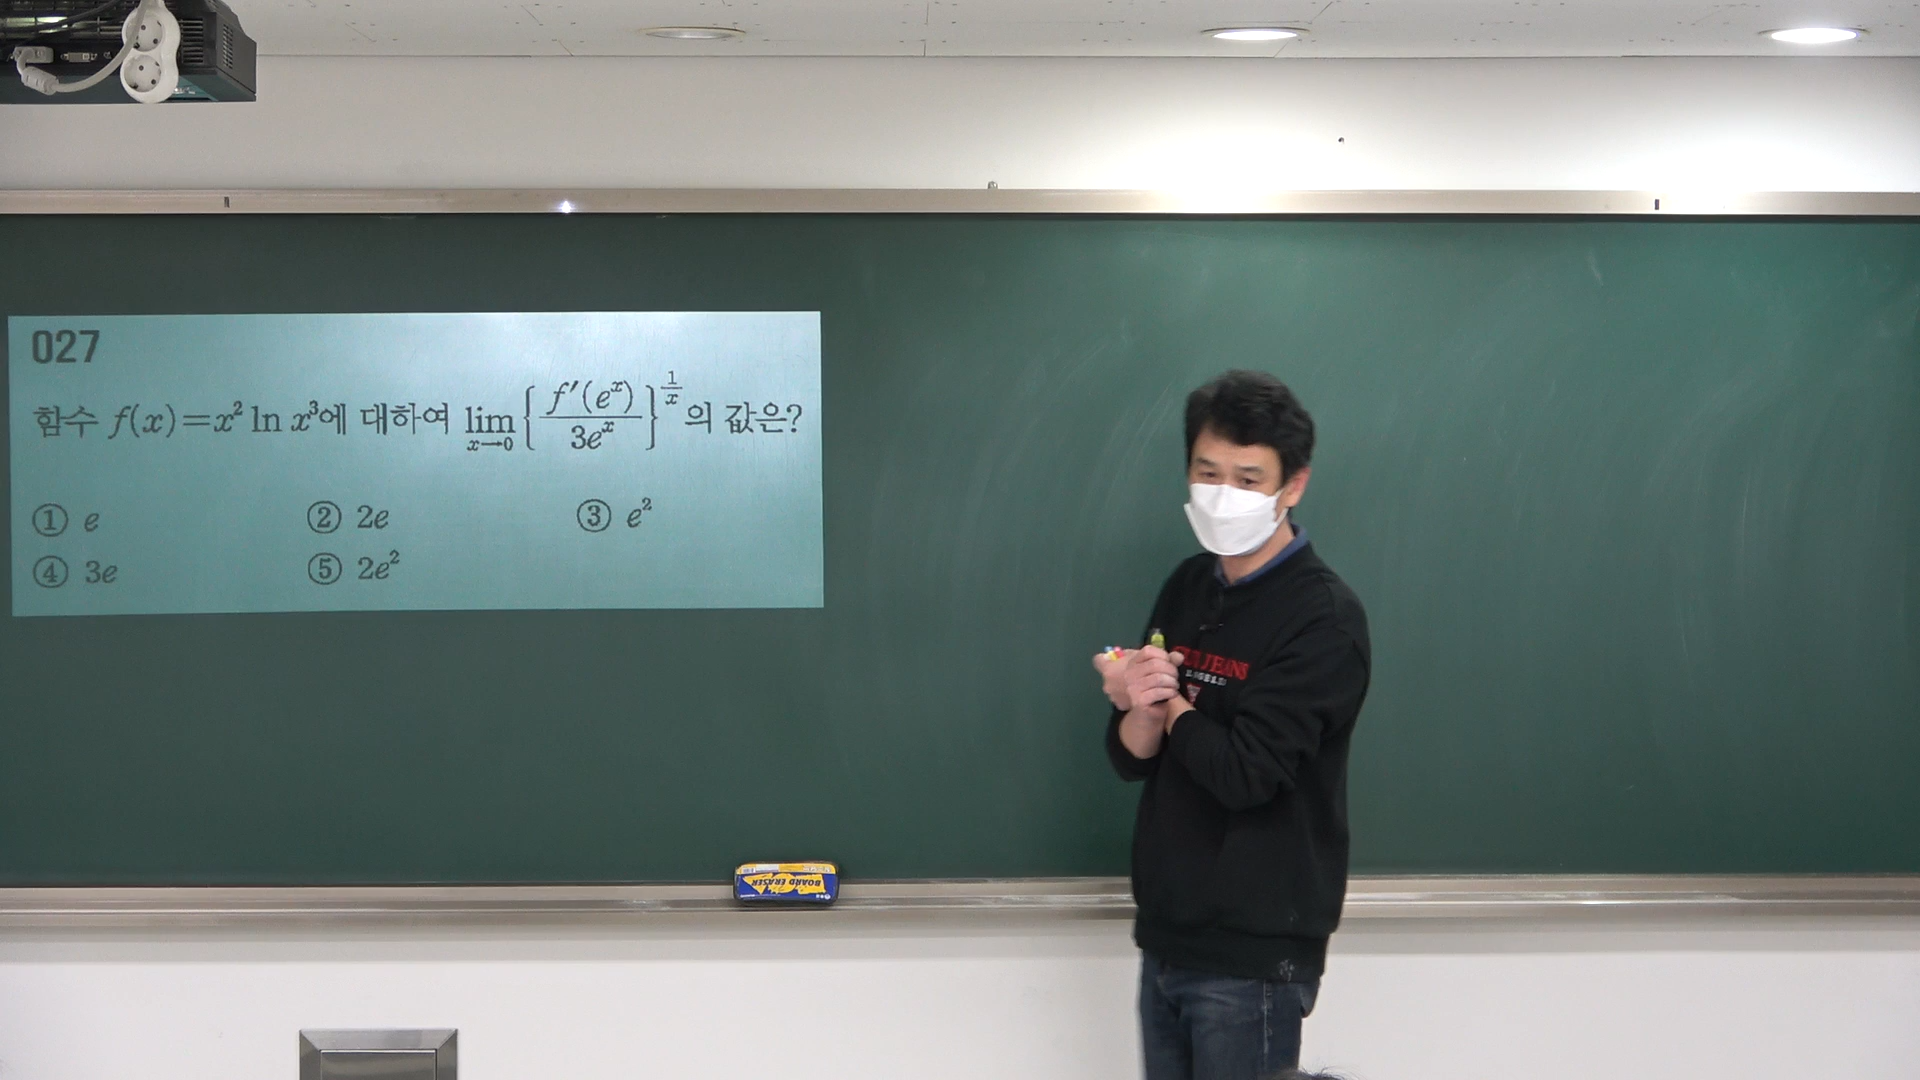 027
함수 f(x)=x² ln x³에 대하여 lim x→0 { f′(eˣ) / 3eˣ }^(1/x) 의 값은?
① e ② 2e ③ e²
④ 3e ⑤ 2e²
BOARD ERASER